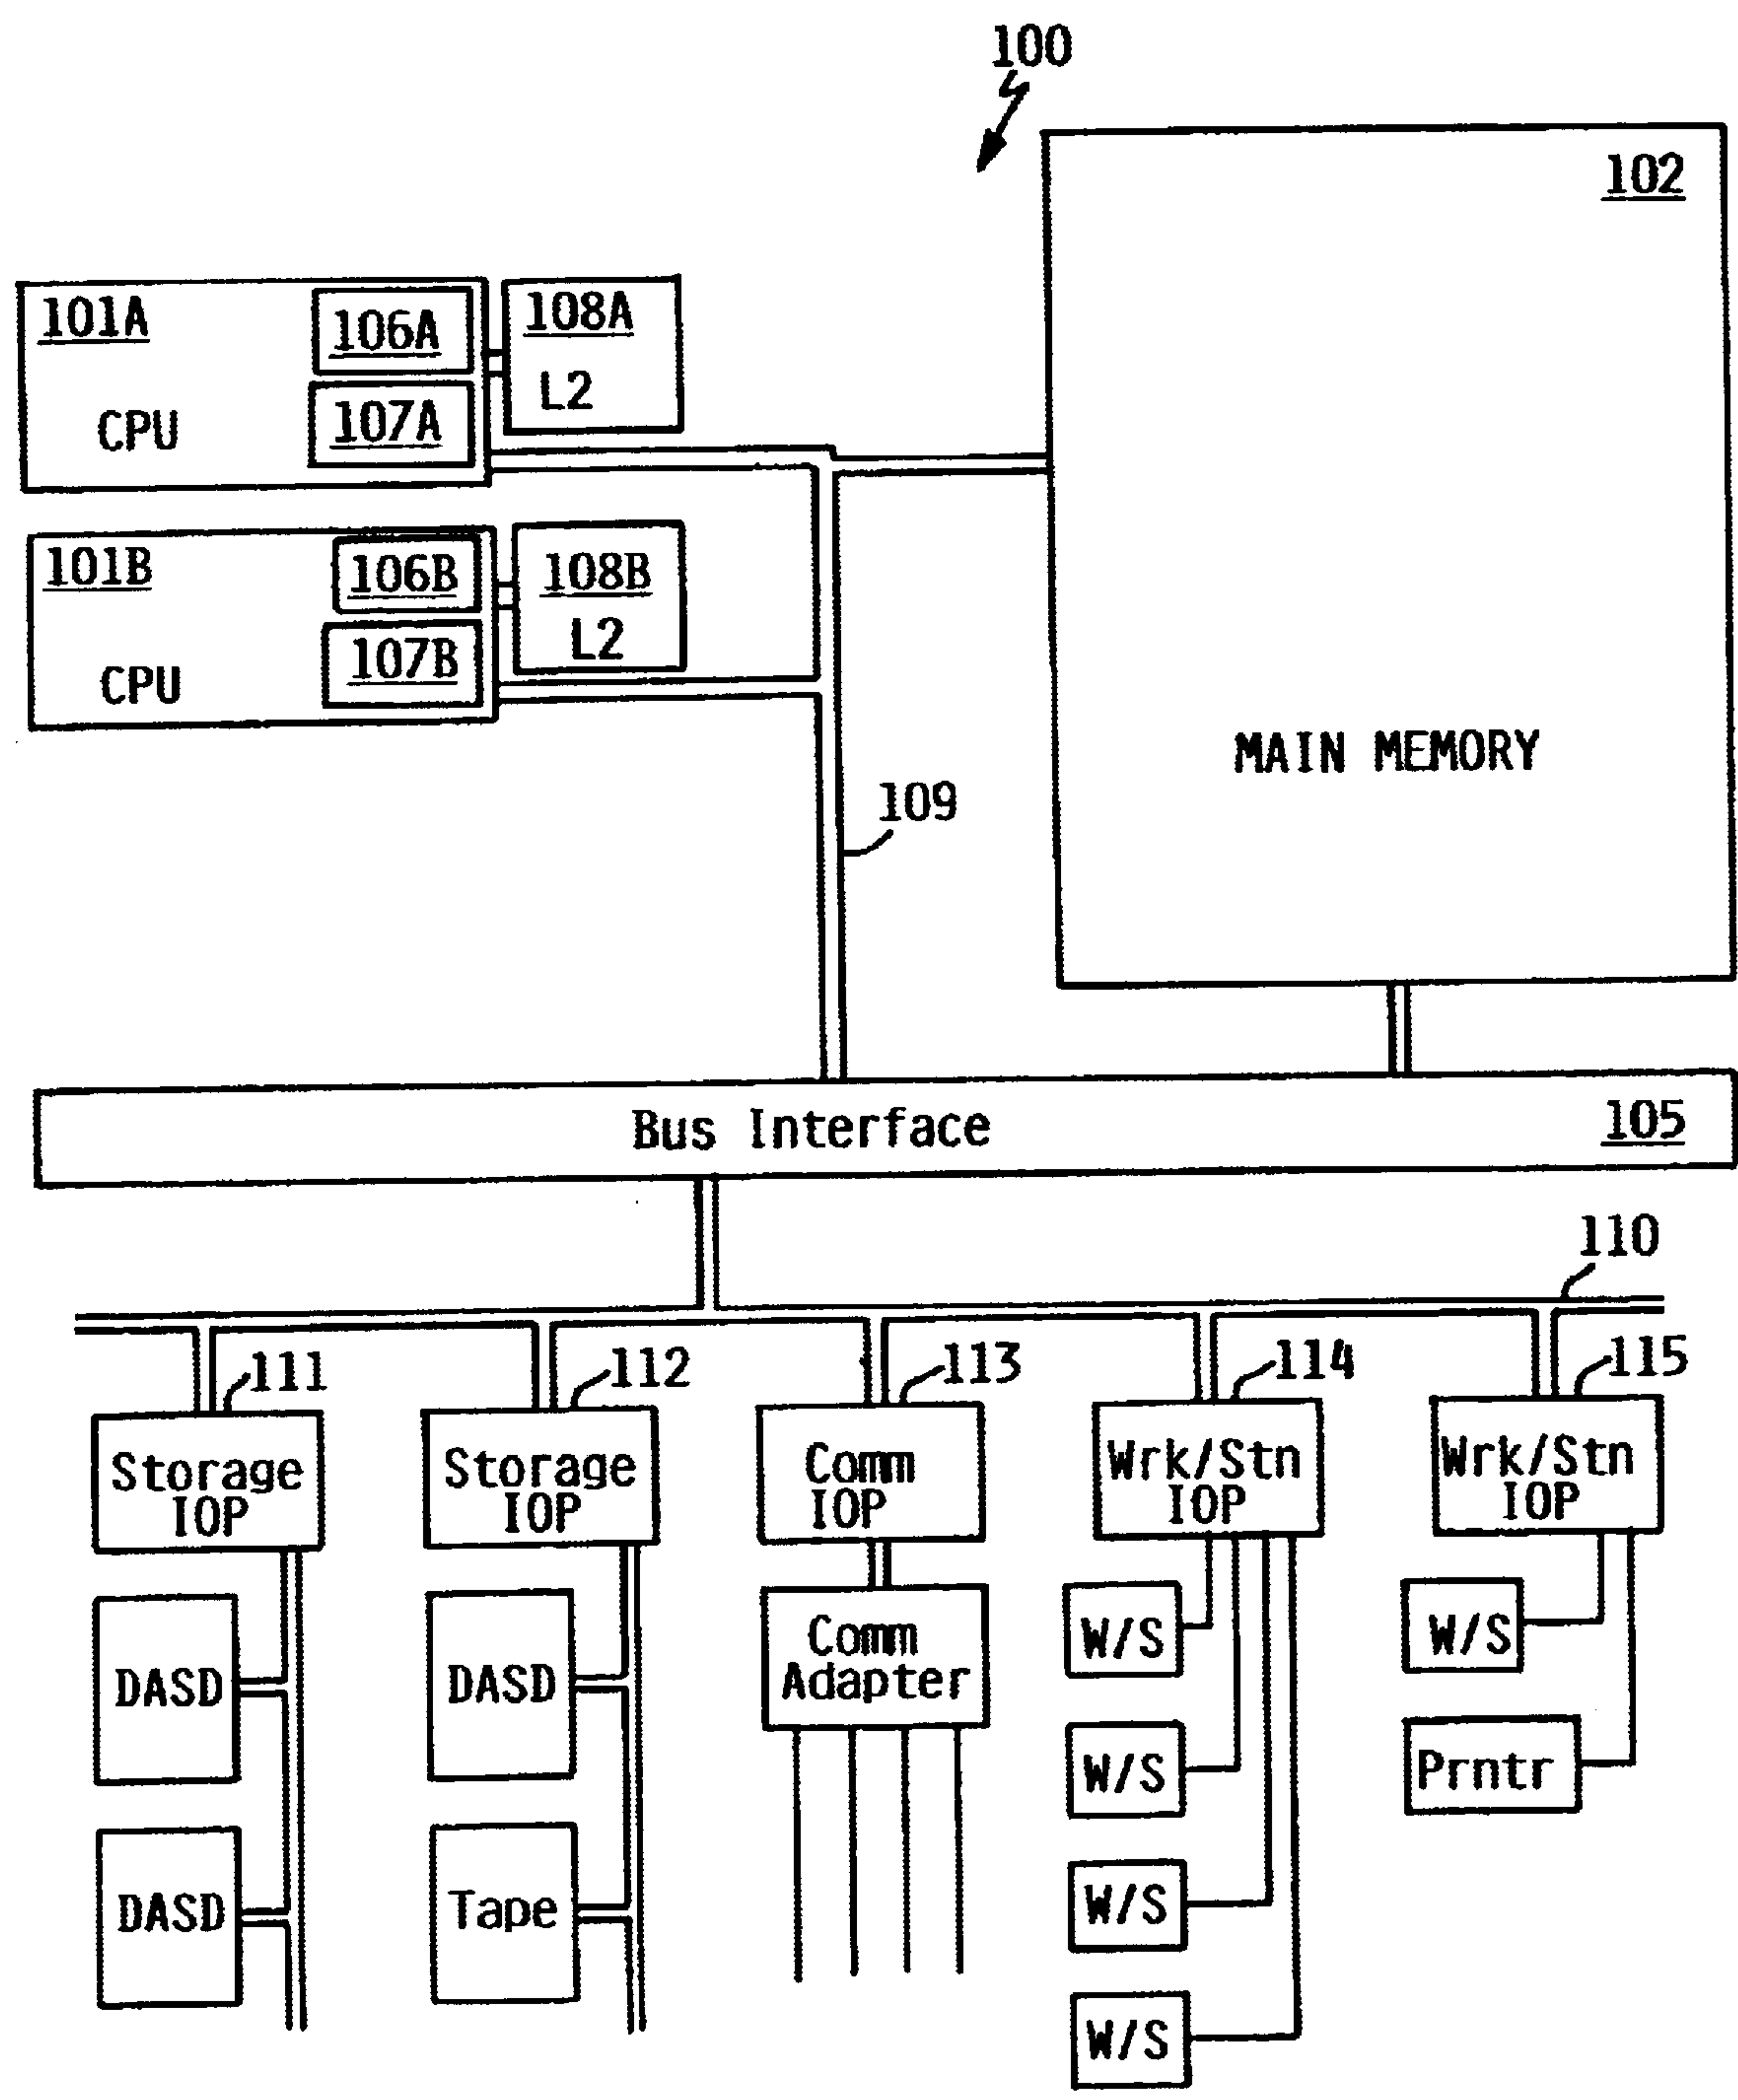 100
102
101A
106A
108A
L2
107A
CPU
101B
106B
108B
L2
107B
CPU
MAIN MEMORY
109
Bus Interface
105
110
111
112
113
114
115
Storage
IOP
Storage
IOP
Comm
IOP
Wrk/Stn
IOP
Wrk/Stn
IOP
DASD
DASD
Comm
Adapter
W/S
W/S
W/S
Prntr
DASD
Tape
W/S
W/S